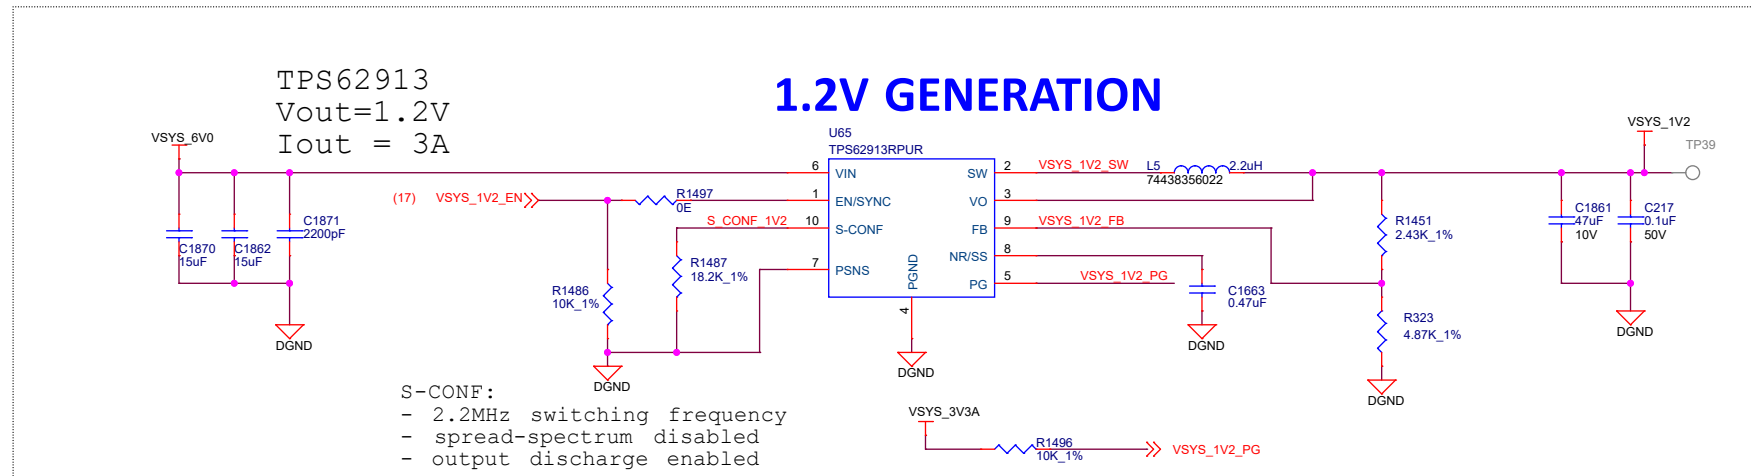 TPS62913
Vout=1.2V
Iout = 3A
1.2V GENERATION
VSYS_6V0
U65
TPS62913RPUR
VSYS_1V2
TP39
6 VIN
SW 2
VSYS_1V2_SW
L5
2.2uH
74438356022
(17) VSYS_1V2_EN
R1497
0E
1 EN/SYNC
VO 3
S_CONF_1V2
10 S-CONF
FB 9
VSYS_1V2_FB
C1871
2200pF
C1870
15uF
C1862
15uF
R1451
2.43K_1%
C1861
47uF
10V
C217
0.1uF
50V
NR/SS 8
R1487
18.2K_1%
7 PSNS
PGND
4
PG 5
VSYS_1V2_PG
R1486
10K_1%
C1663
0.47uF
R323
4.87K_1%
DGND
DGND
DGND
DGND
DGND
DGND
S-CONF:
- 2.2MHz switching frequency
- spread-spectrum disabled
- output discharge enabled
VSYS_3V3A
R1496
10K_1%
VSYS_1V2_PG